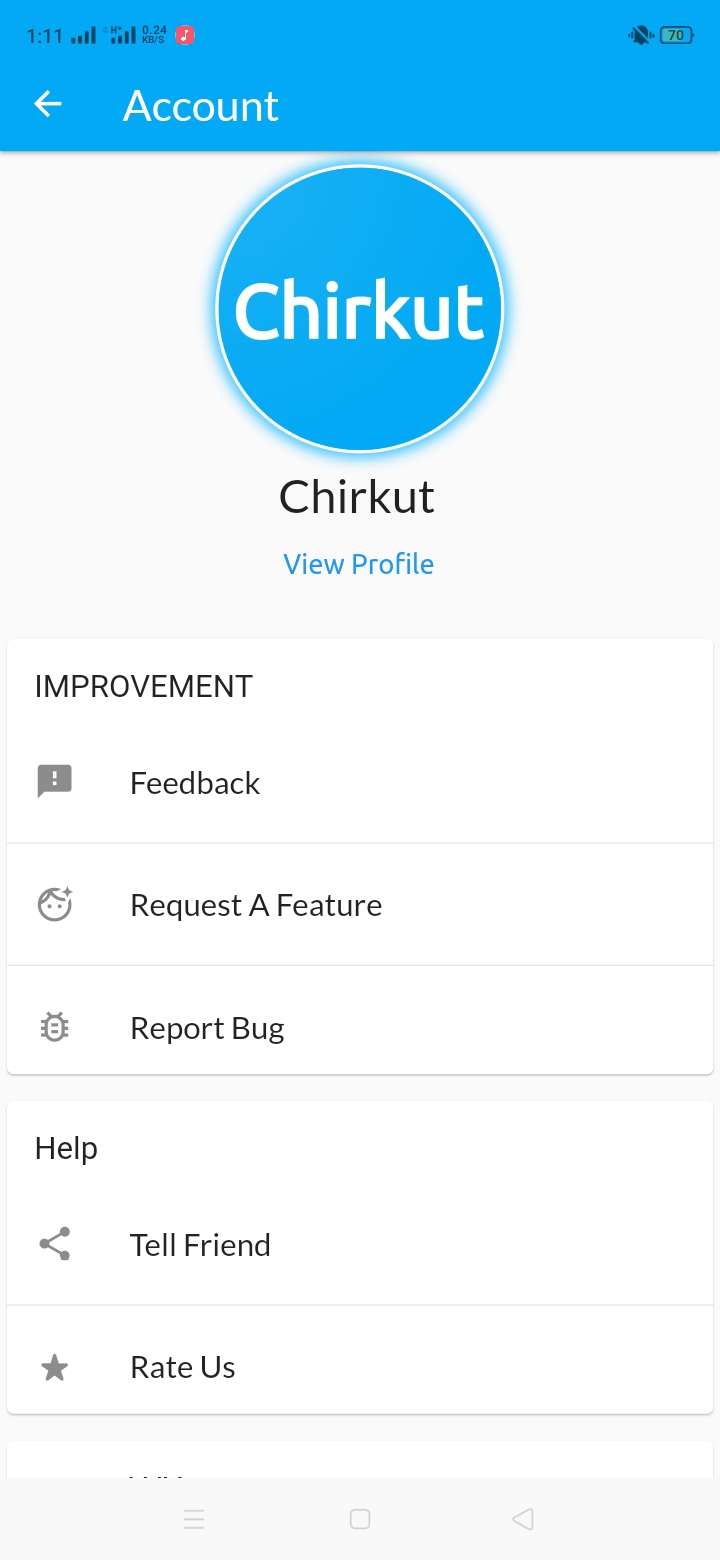 1:11 H+ 0.24 KB/S 70
Account
Chirkut
Chirkut
View Profile
IMPROVEMENT
Feedback
Request A Feature
Report Bug
Help
Tell Friend
Rate Us